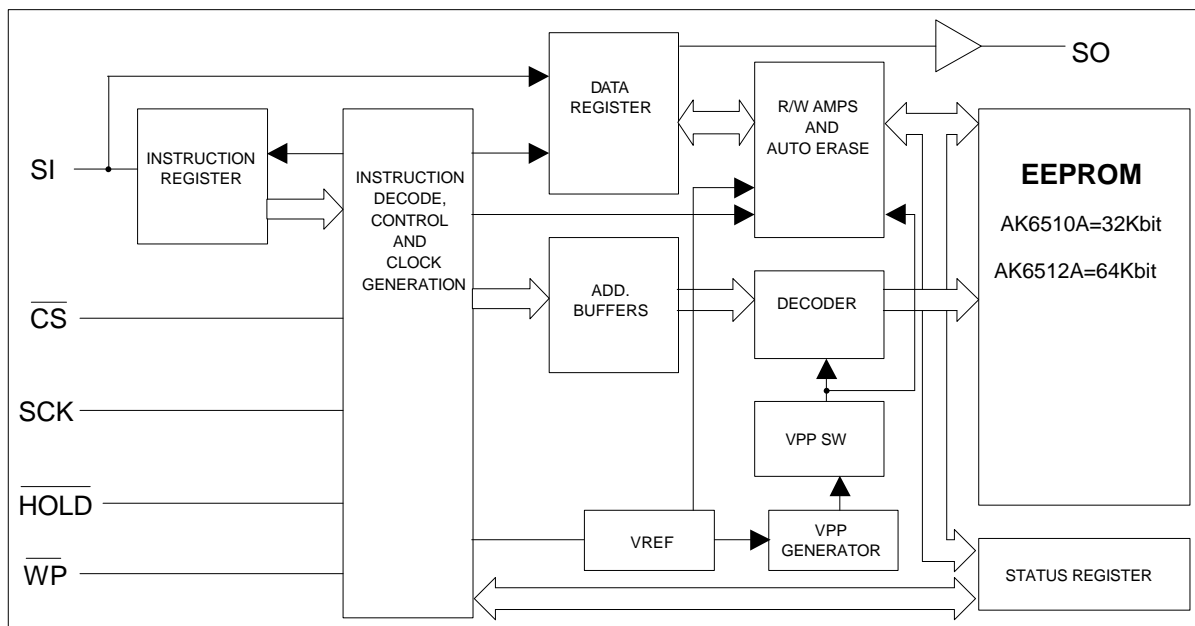 SO
DATA
REGISTER
R/W AMPS
AND
AUTO ERASE
SI
INSTRUCTION
REGISTER
INSTRUCTION
DECODE,
CONTROL
AND
CLOCK
GENERATION
EEPROM
AK6510A=32Kbit
AK6512A=64Kbit
ADD.
BUFFERS
DECODER
CS
SCK
VPP SW
HOLD
VREF
VPP
GENERATOR
WP
STATUS REGISTER